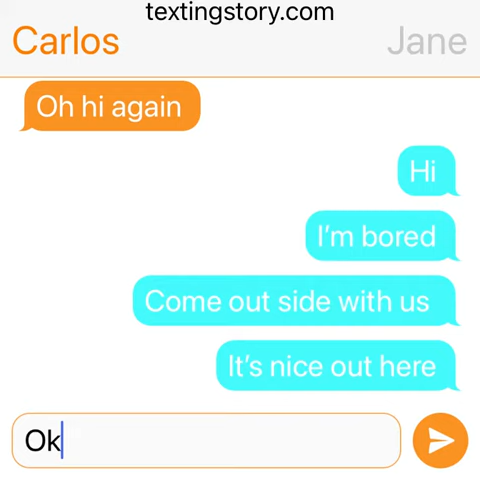 textingstory.com
Carlos
Jane
Oh hi again
Hi
I'm bored
Come out side with us
It's nice out here
Ok